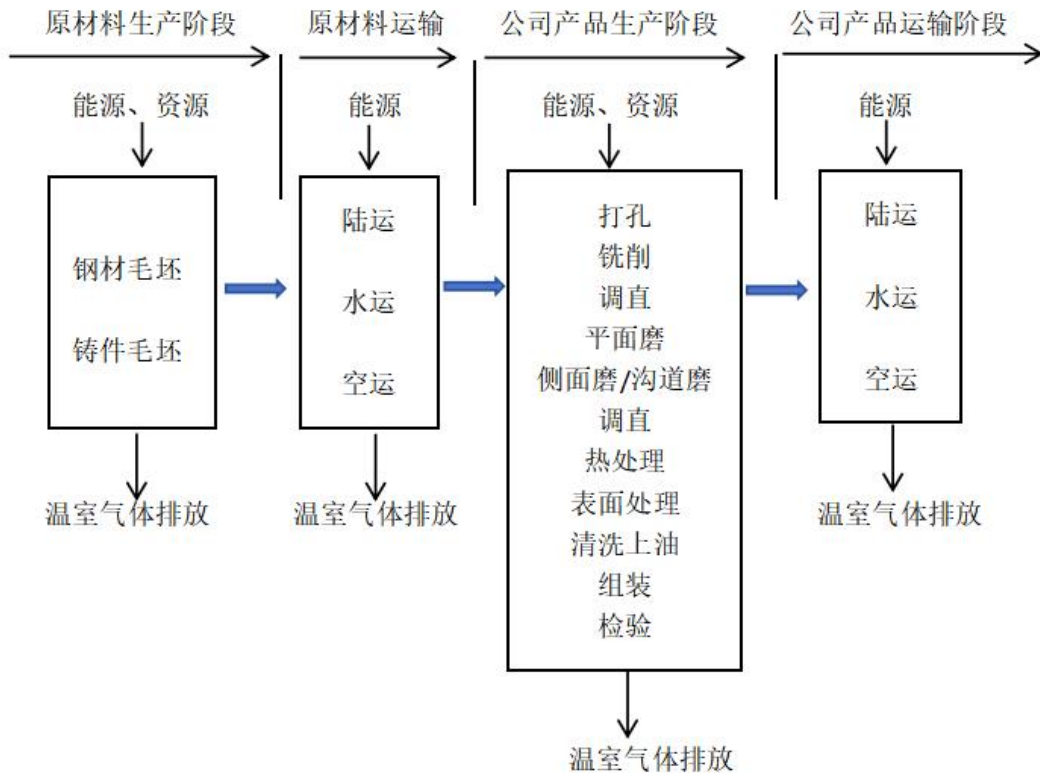 原材料生产阶段
原材料运输
公司产品生产阶段
公司产品运输阶段
能源、资源
能源
能源、资源
能源
钢材毛坯
铸件毛坯
陆运
水运
空运
打孔
铣削
调直
平面磨
侧面磨/沟道磨
调直
热处理
表面处理
清洗上油
组装
检验
陆运
水运
空运
温室气体排放
温室气体排放
温室气体排放
温室气体排放